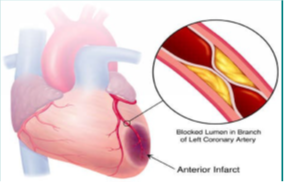 Blocked Lumen in Branch
of Left Coronary Artery
Anterior Infarct